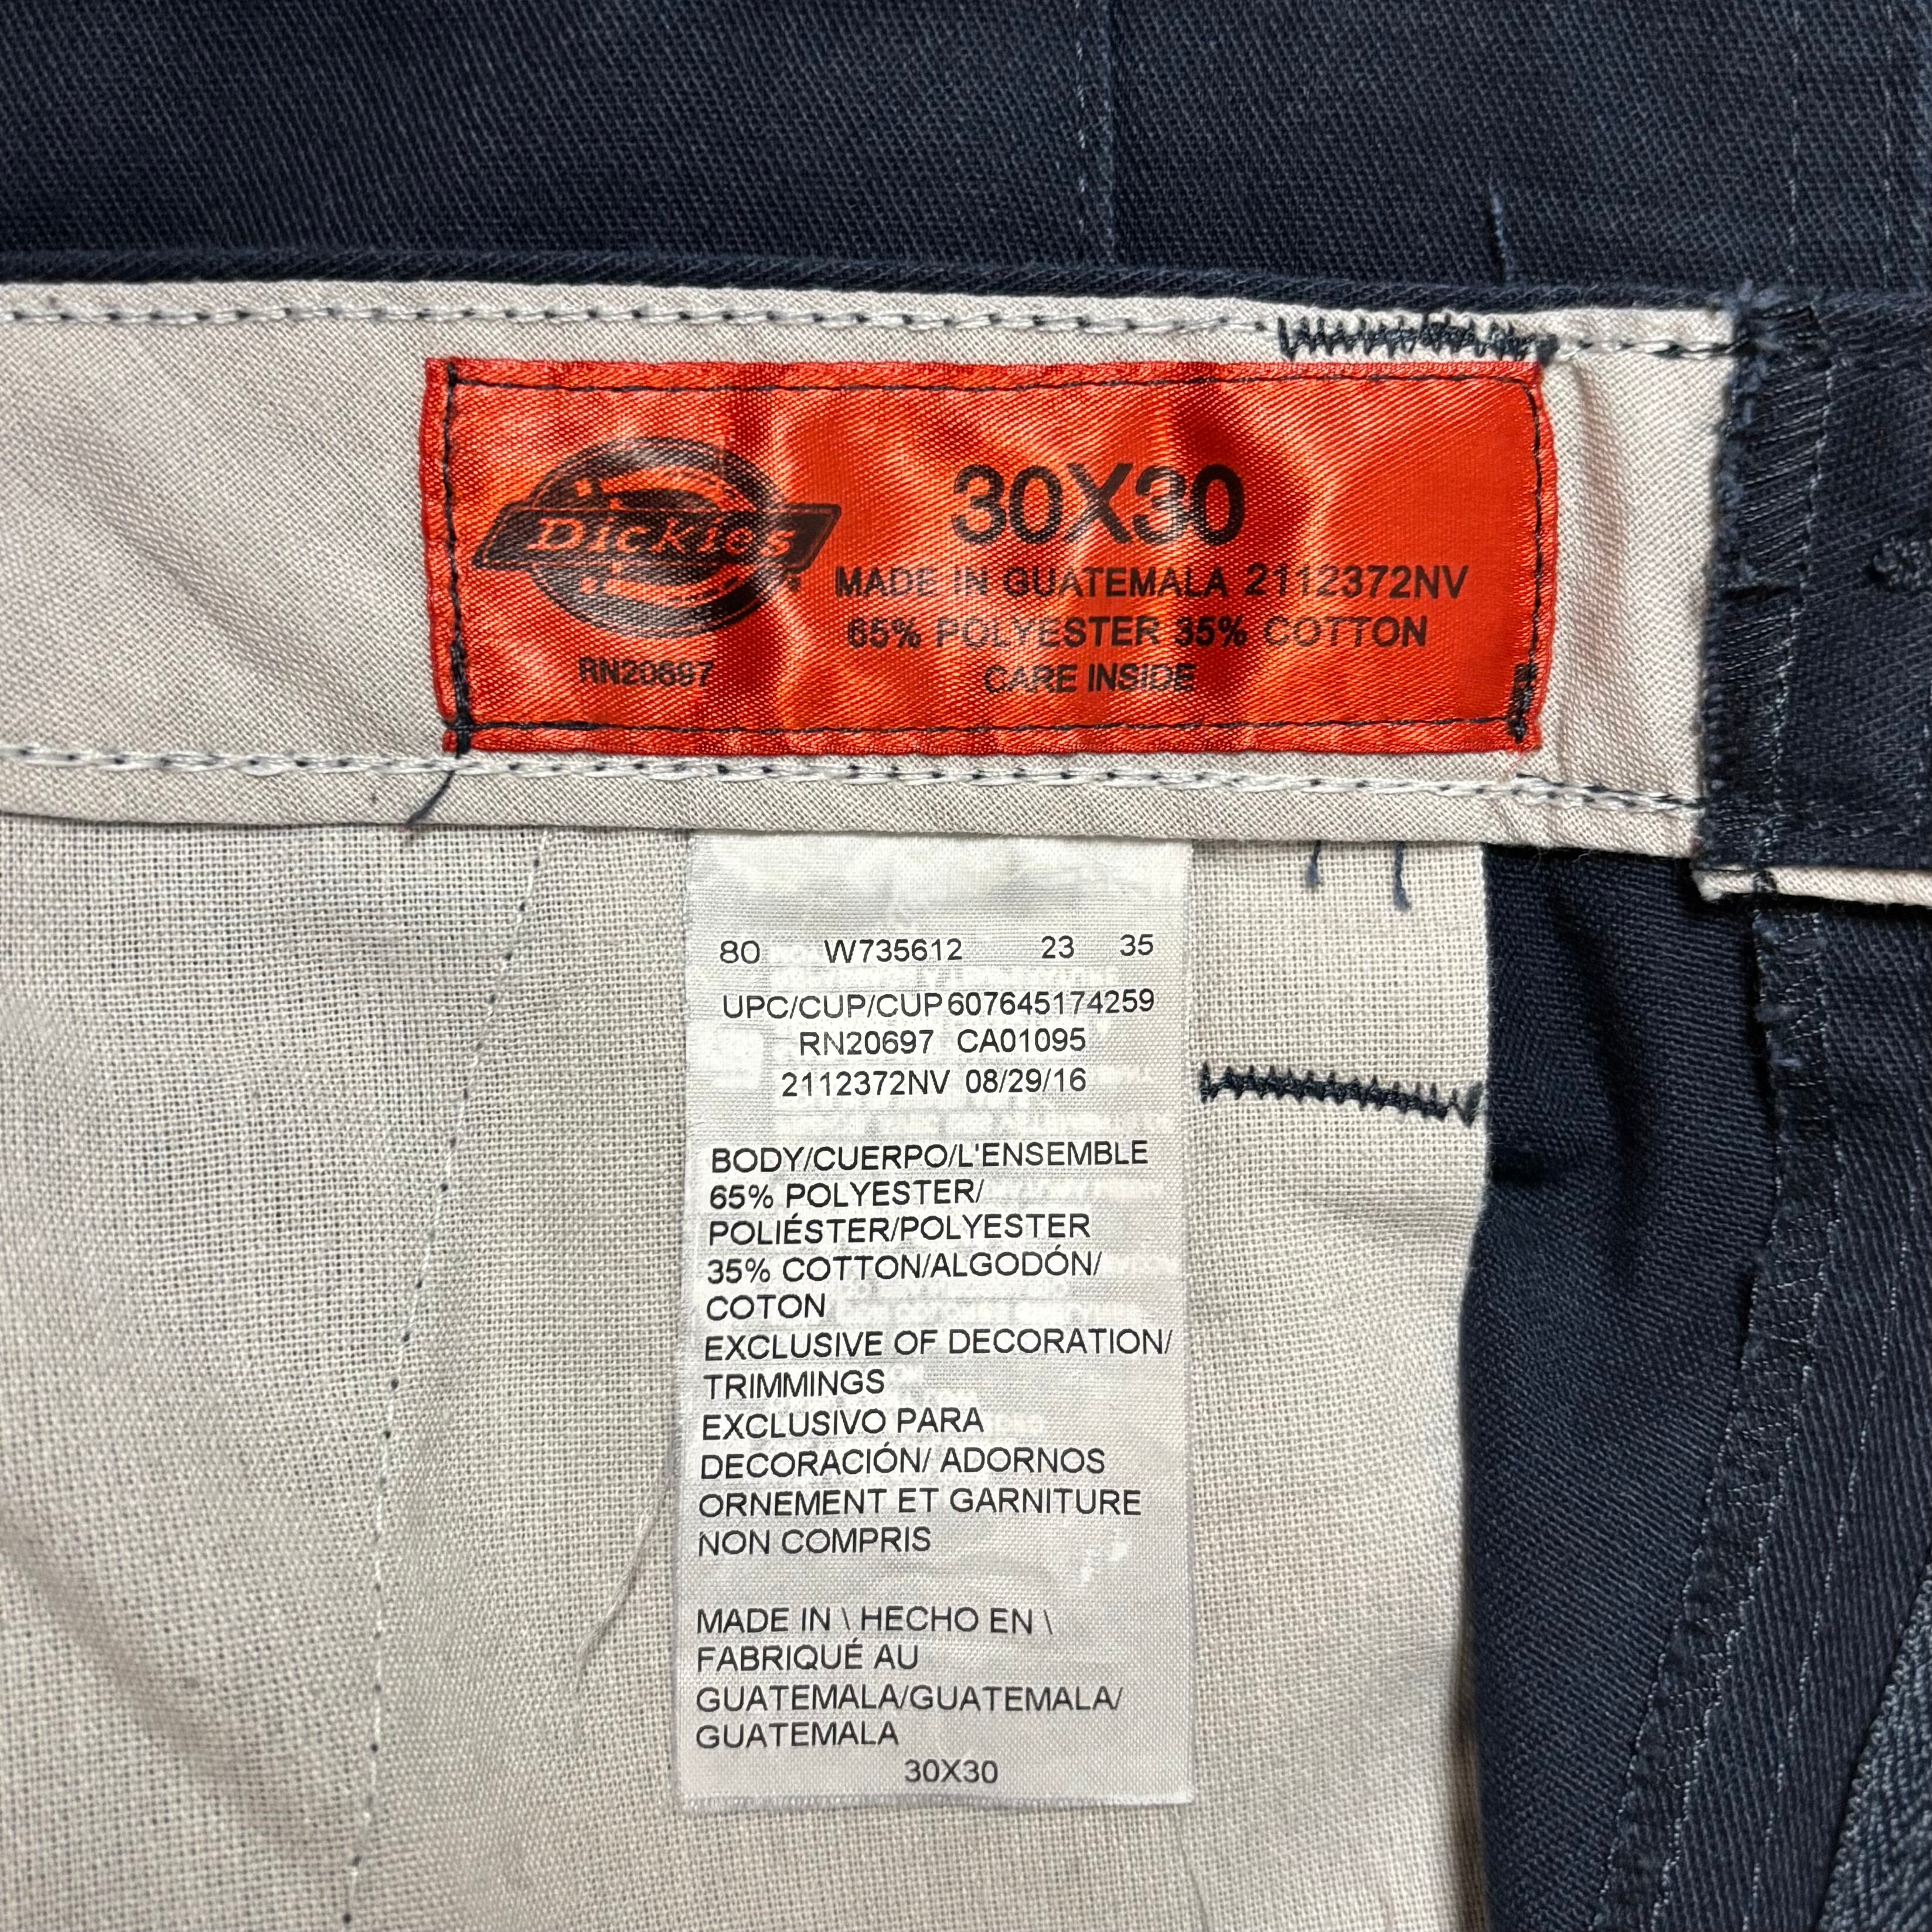 Dickies
30X30
MADE IN GUATEMALA 2112372NV
65% POLYESTER 35% COTTON
RN20697
CARE INSIDE
80 W735612 23 35
UPC/CUP/CUP 607645174259
RN20697 CA01095
2112372NV 08/29/16
BODY/CUERPO/L'ENSEMBLE
65% POLYESTER/
POLIÉSTER/POLYESTER
35% COTTON/ALGODÓN/
COTON
EXCLUSIVE OF DECORATION/
TRIMMINGS
EXCLUSIVO PARA
DECORACIÓN/ ADORNOS
ORNEMENT ET GARNITURE
NON COMPRIS
MADE IN \ HECHO EN \
FABRIQUÉ AU
GUATEMALA/GUATEMALA/
GUATEMALA
30X30